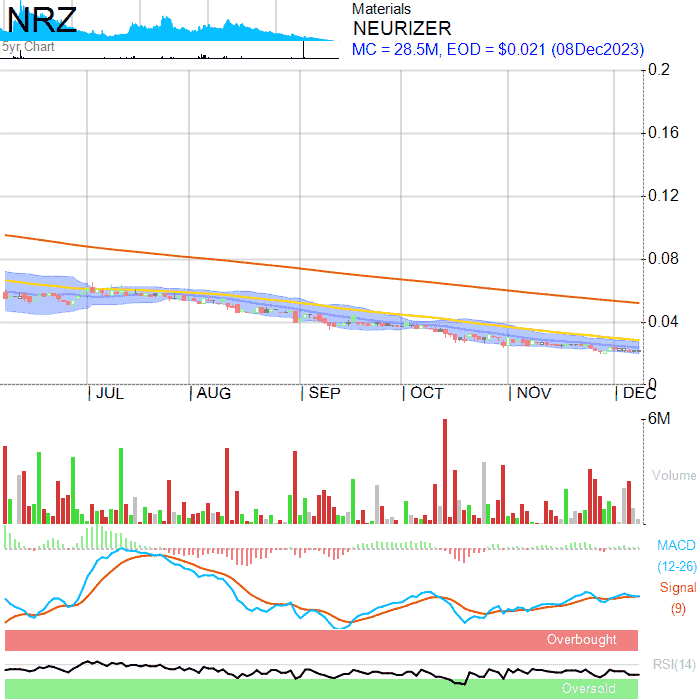 NRZ
5yr Chart
Materials
NEURIZER
MC = 28.5M, EOD = $0.021 (08Dec2023)
0.2
0.16
0.12
0.08
0.04
0
JUL AUG SEP OCT NOV DEC
6M
Volume
MACD
(12-26)
Signal
(9)
Overbought
RSI(14)
Oversold